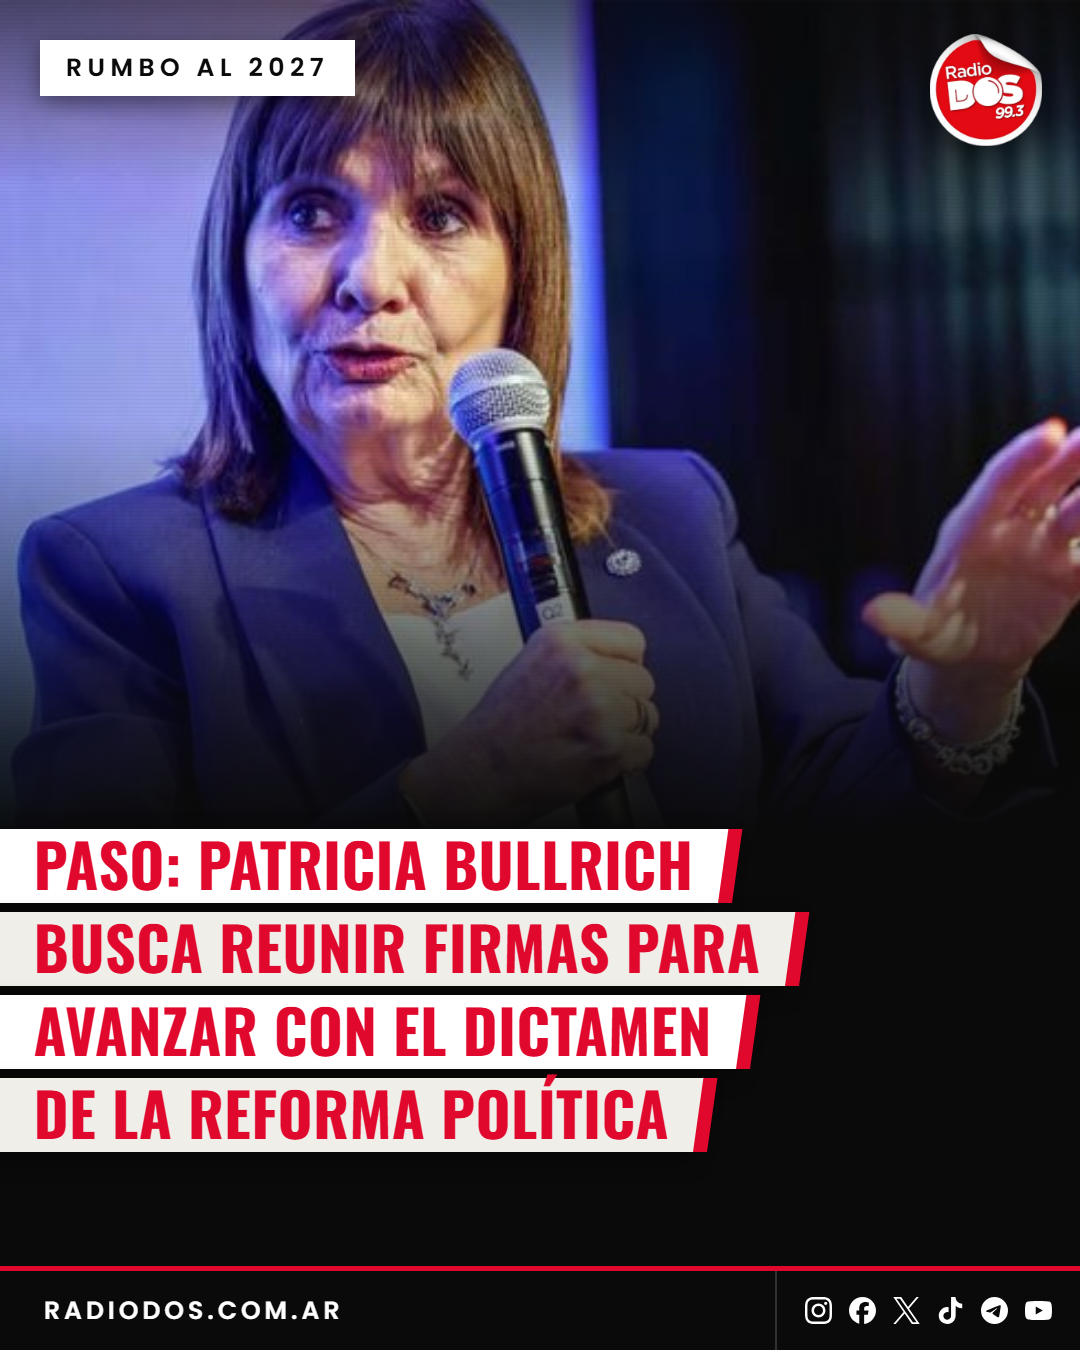 RUMBO AL 2027
Radio
DOS
99.3
Q2
PASO: PATRICIA BULLRICH
BUSCA REUNIR FIRMAS PARA
AVANZAR CON EL DICTAMEN
DE LA REFORMA POLÍTICA
RADIODOS.COM.AR